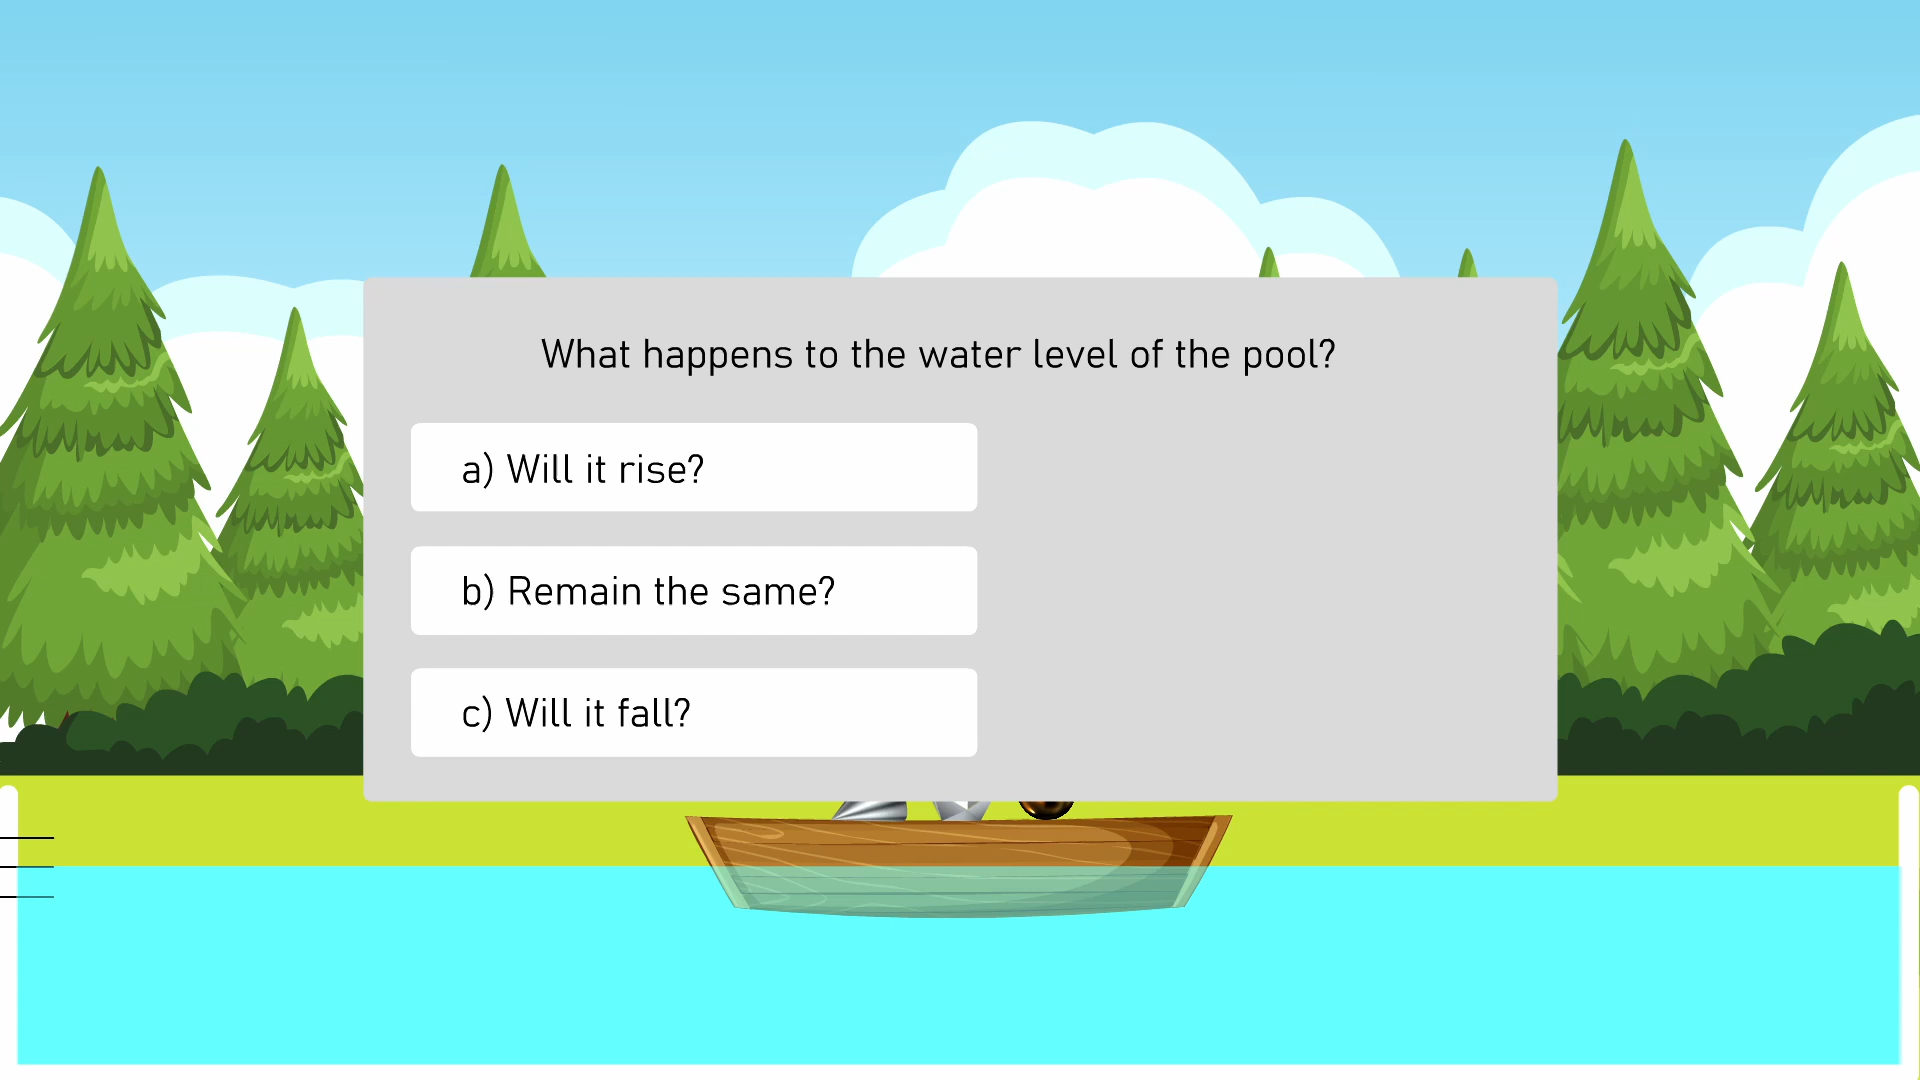 What happens to the water level of the pool?
a) Will it rise?
b) Remain the same?
c) Will it fall?